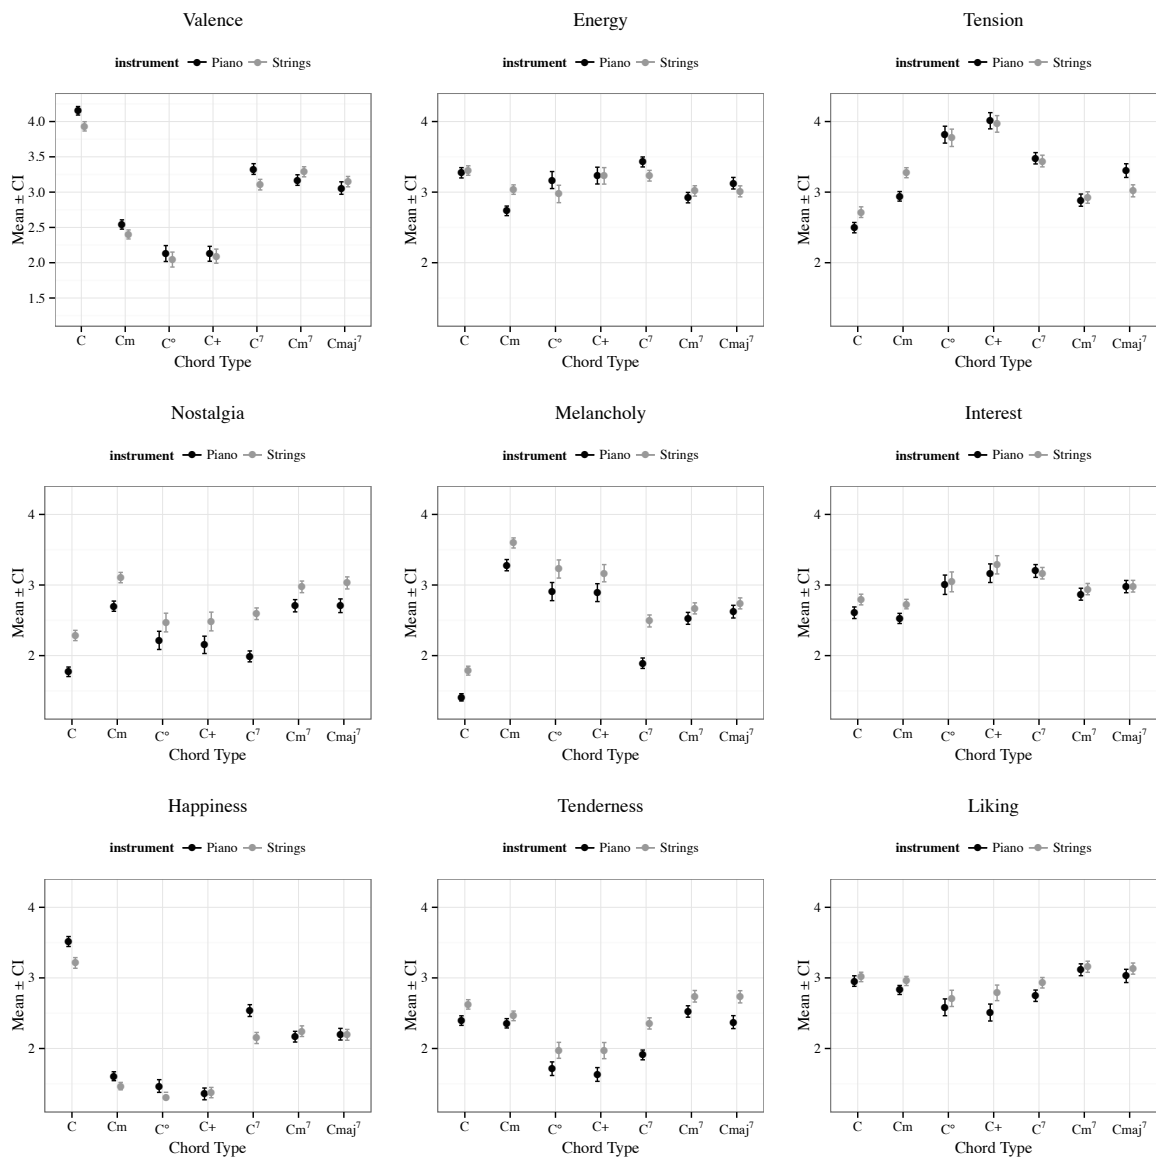 Valence
instrument Piano Strings
Mean ± CI
4.0
3.5
3.0
2.5
2.0
1.5
C Cm C° C+ C⁷ Cm⁷ Cmaj⁷
Chord Type
Energy
instrument Piano Strings
Mean ± CI
4
3
2
C Cm C° C+ C⁷ Cm⁷ Cmaj⁷
Chord Type
Tension
instrument Piano Strings
Mean ± CI
4
3
2
C Cm C° C+ C⁷ Cm⁷ Cmaj⁷
Chord Type
Nostalgia
instrument Piano Strings
Mean ± CI
4
3
2
C Cm C° C+ C⁷ Cm⁷ Cmaj⁷
Chord Type
Melancholy
instrument Piano Strings
Mean ± CI
4
3
2
C Cm C° C+ C⁷ Cm⁷ Cmaj⁷
Chord Type
Interest
instrument Piano Strings
Mean ± CI
4
3
2
C Cm C° C+ C⁷ Cm⁷ Cmaj⁷
Chord Type
Happiness
instrument Piano Strings
Mean ± CI
4
3
2
C Cm C° C+ C⁷ Cm⁷ Cmaj⁷
Chord Type
Tenderness
instrument Piano Strings
Mean ± CI
4
3
2
C Cm C° C+ C⁷ Cm⁷ Cmaj⁷
Chord Type
Liking
instrument Piano Strings
Mean ± CI
4
3
2
C Cm C° C+ C⁷ Cm⁷ Cmaj⁷
Chord Type